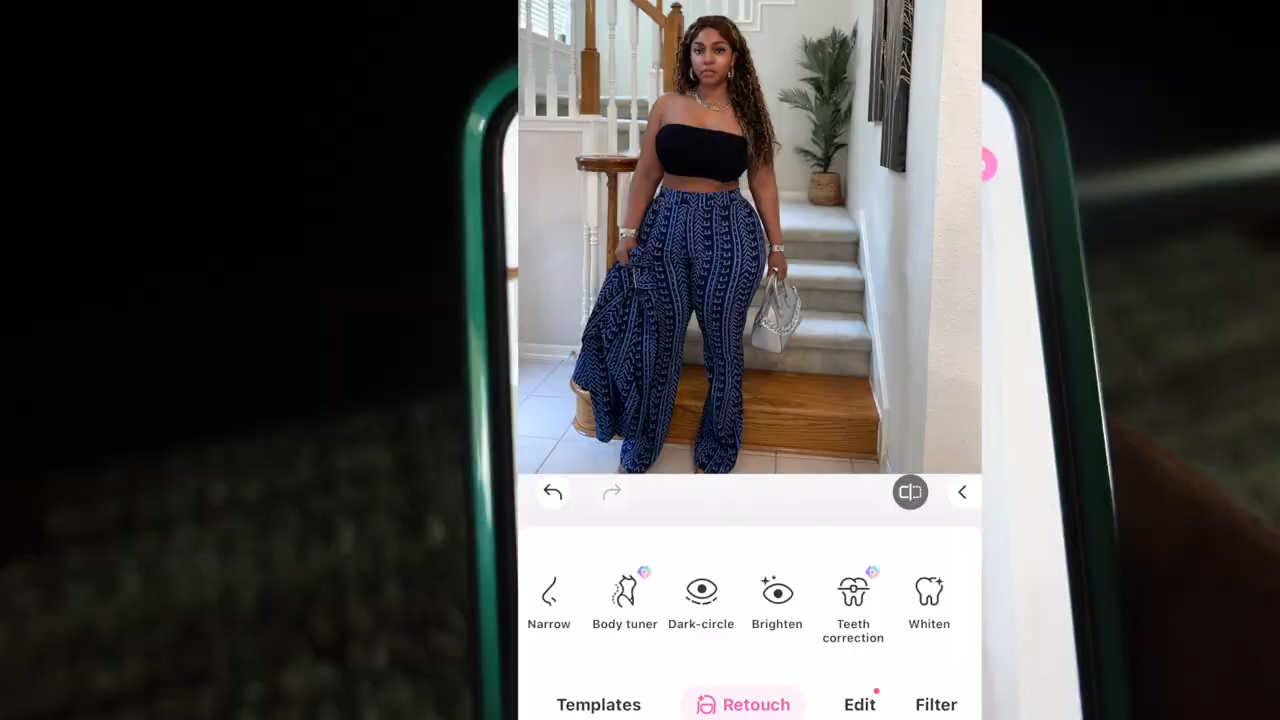 Narrow
Body tuner
Dark-circle
Brighten
Teeth
correction
Whiten
Templates
Retouch
Edit
Filter